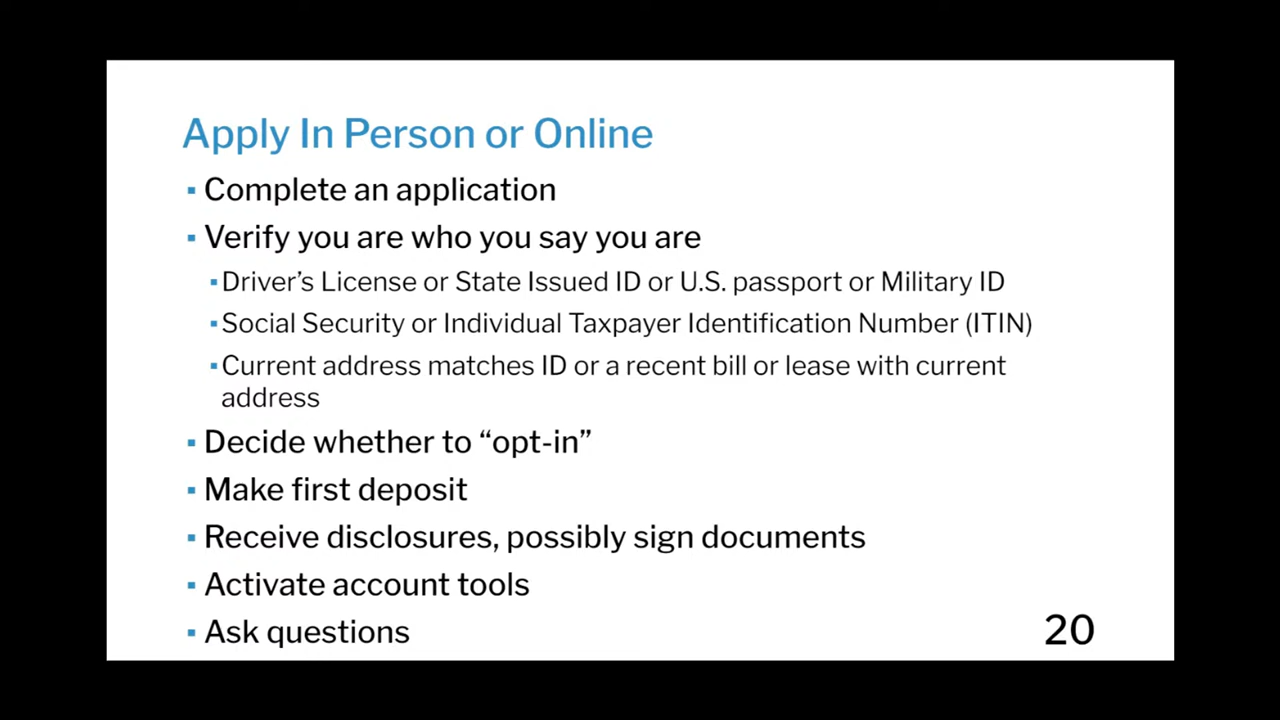 Apply In Person or Online
▪ Complete an application
▪ Verify you are who you say you are
▪ Driver’s License or State Issued ID or U.S. passport or Military ID
▪ Social Security or Individual Taxpayer Identification Number (ITIN)
▪ Current address matches ID or a recent bill or lease with current
address
▪ Decide whether to “opt-in”
▪ Make first deposit
▪ Receive disclosures, possibly sign documents
▪ Activate account tools
▪ Ask questions
20